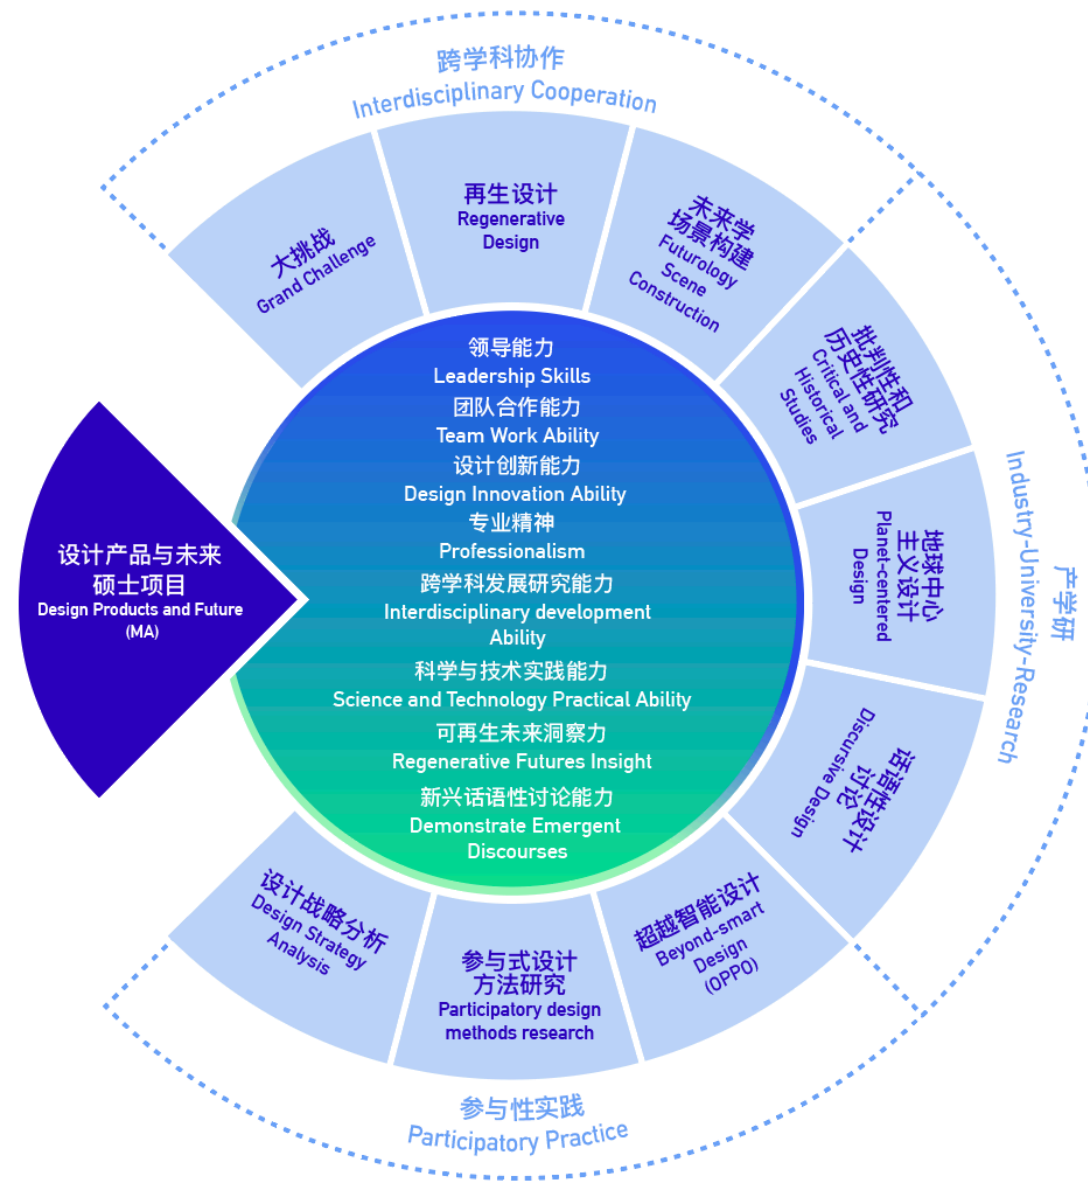 跨学科协作
Interdisciplinary Cooperation
大挑战
Grand Challenge
再生设计
Regenerative
Design
未来学
场景构建
Futurology
Scene
Construction
批判性和
历史性研究
Critical and
Historical
Studies
地球中心
主义设计
Planet-centered
Design
产学研
Industry-University-Research
话语性设计
讨论
Discursive Design
超越智能设计
Beyond-smart
Design
(OPPO)
参与式设计
方法研究
Participatory design
methods research
设计战略分析
Design Strategy
Analysis
参与性实践
Participatory Practice
设计产品与未来
硕士项目
Design Products and Future
(MA)
领导能力
Leadership Skills
团队合作能力
Team Work Ability
设计创新能力
Design Innovation Ability
专业精神
Professionalism
跨学科发展研究能力
Interdisciplinary development
Ability
科学与技术实践能力
Science and Technology Practical Ability
可再生未来洞察力
Regenerative Futures Insight
新兴话语性讨论能力
Demonstrate Emergent
Discourses